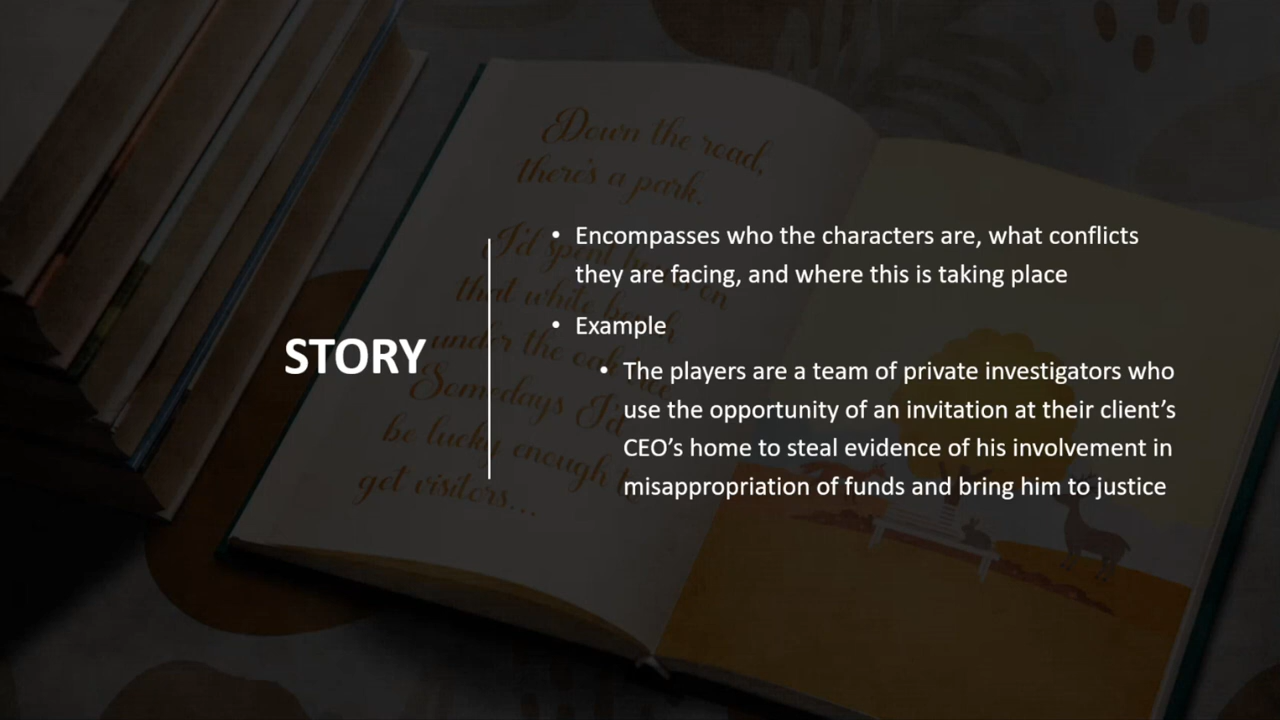 STORY
• Encompasses who the characters are, what conflicts
they are facing, and where this is taking place
• Example
• The players are a team of private investigators who
use the opportunity of an invitation at their client’s
CEO’s home to steal evidence of his involvement in
misappropriation of funds and bring him to justice
Down the road,
there's a park.
I'd spent on
that white
under the oak
Somedays I'd
be lucky enough
get visitors...